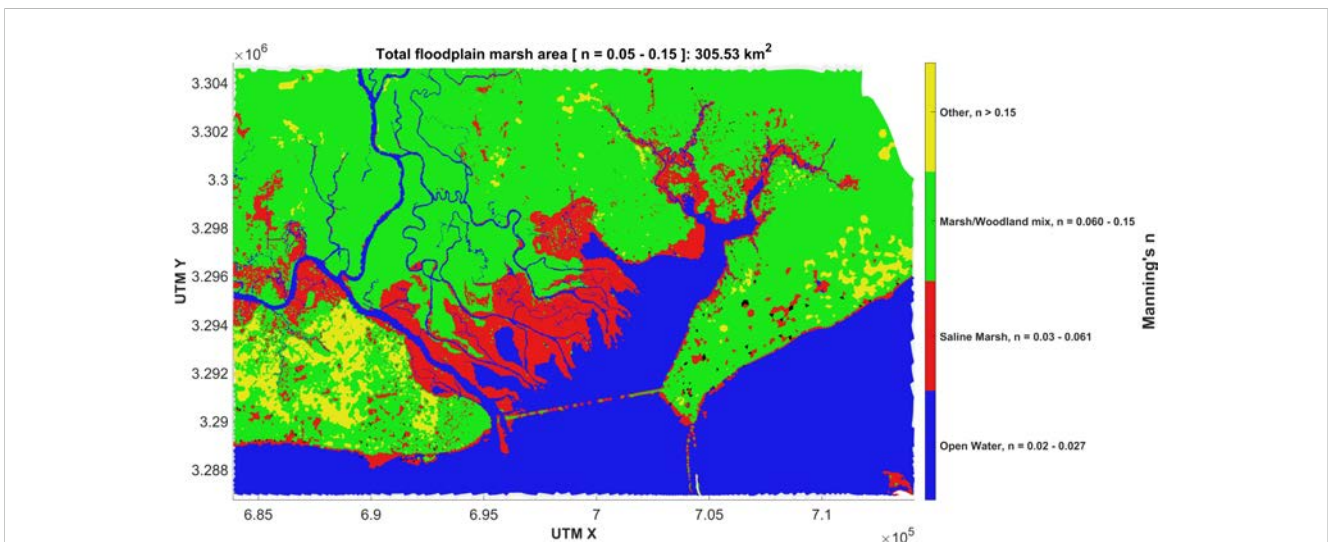 Total floodplain marsh area [ n = 0.05 - 0.15 ]: 305.53 km²
×10⁶
3.304
3.302
3.3
3.298
3.296
3.294
3.292
3.29
3.288
UTM Y
6.85
6.9
6.95
7
7.05
7.1
×10⁵
UTM X
Other, n > 0.15
Marsh/Woodland mix, n = 0.060 - 0.15
Saline Marsh, n = 0.03 - 0.061
Open Water, n = 0.02 - 0.027
Manning's n